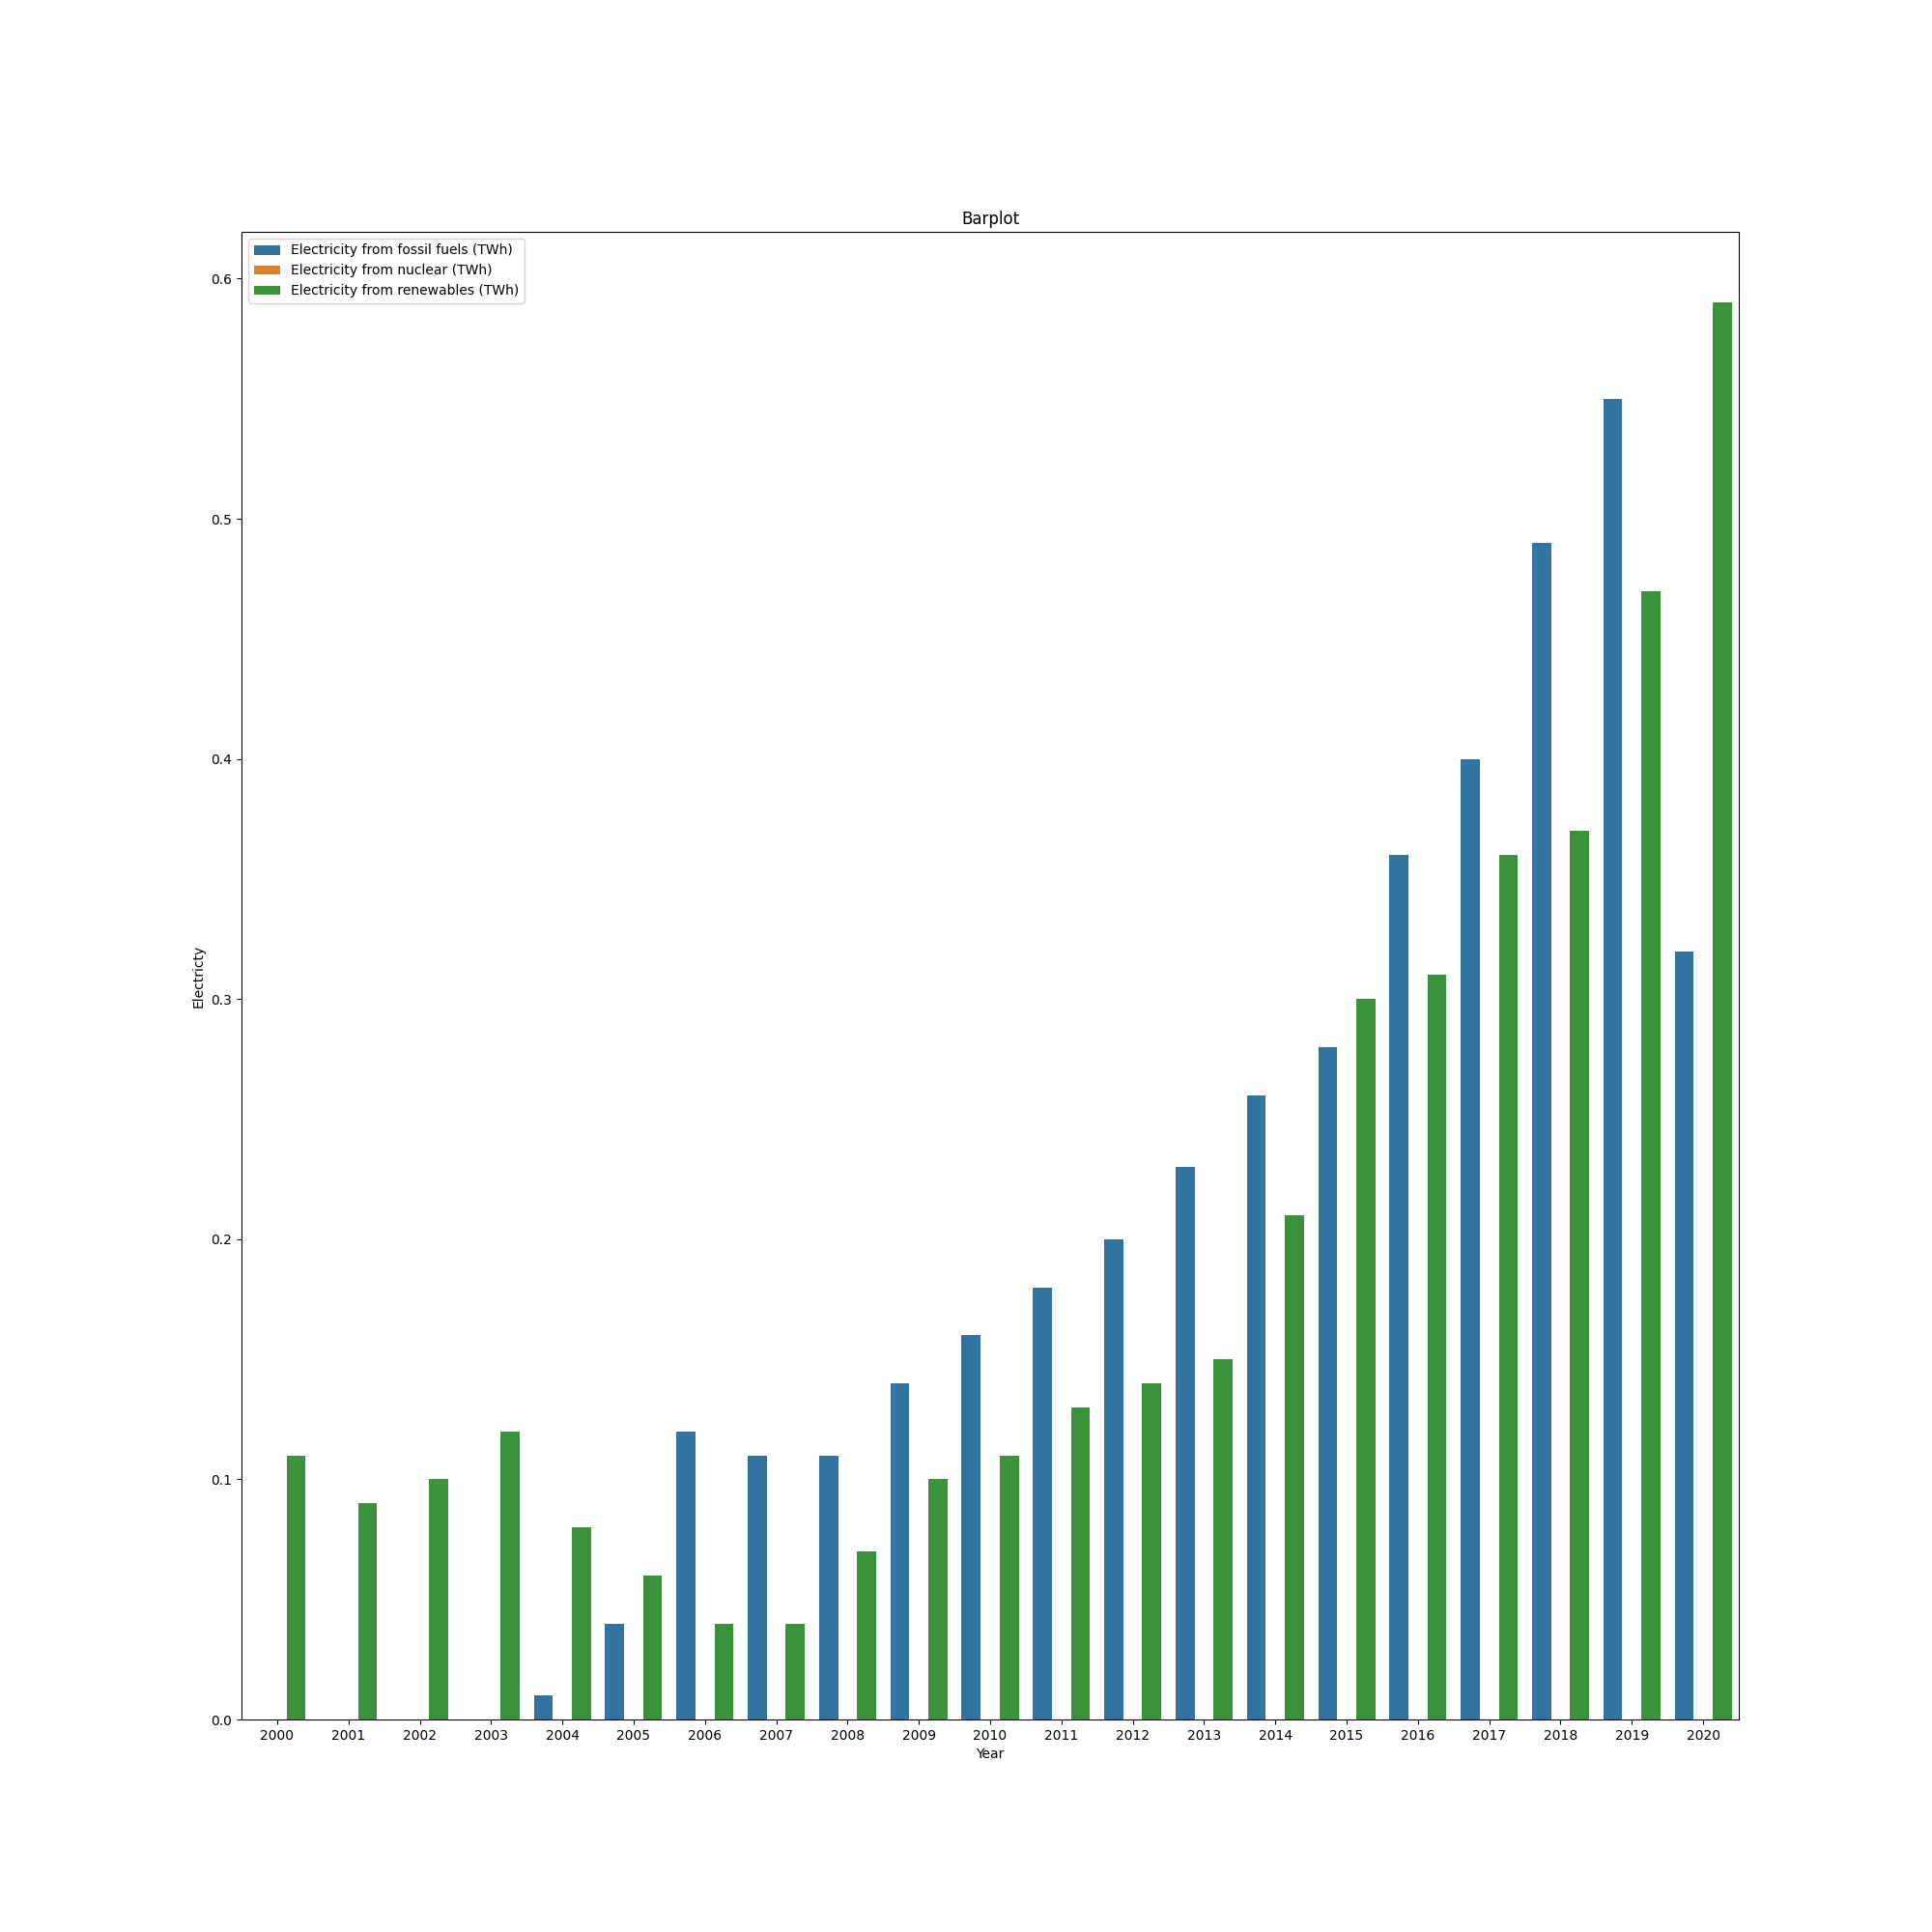 Barplot
Electricity from fossil fuels (TWh)
Electricity from nuclear (TWh)
Electricity from renewables (TWh)
0.6
0.5
0.4
0.3
0.2
0.1
0.0
Electricty
2000 2001 2002 2003 2004 2005 2006 2007 2008 2009 2010 2011 2012 2013 2014 2015 2016 2017 2018 2019 2020
Year